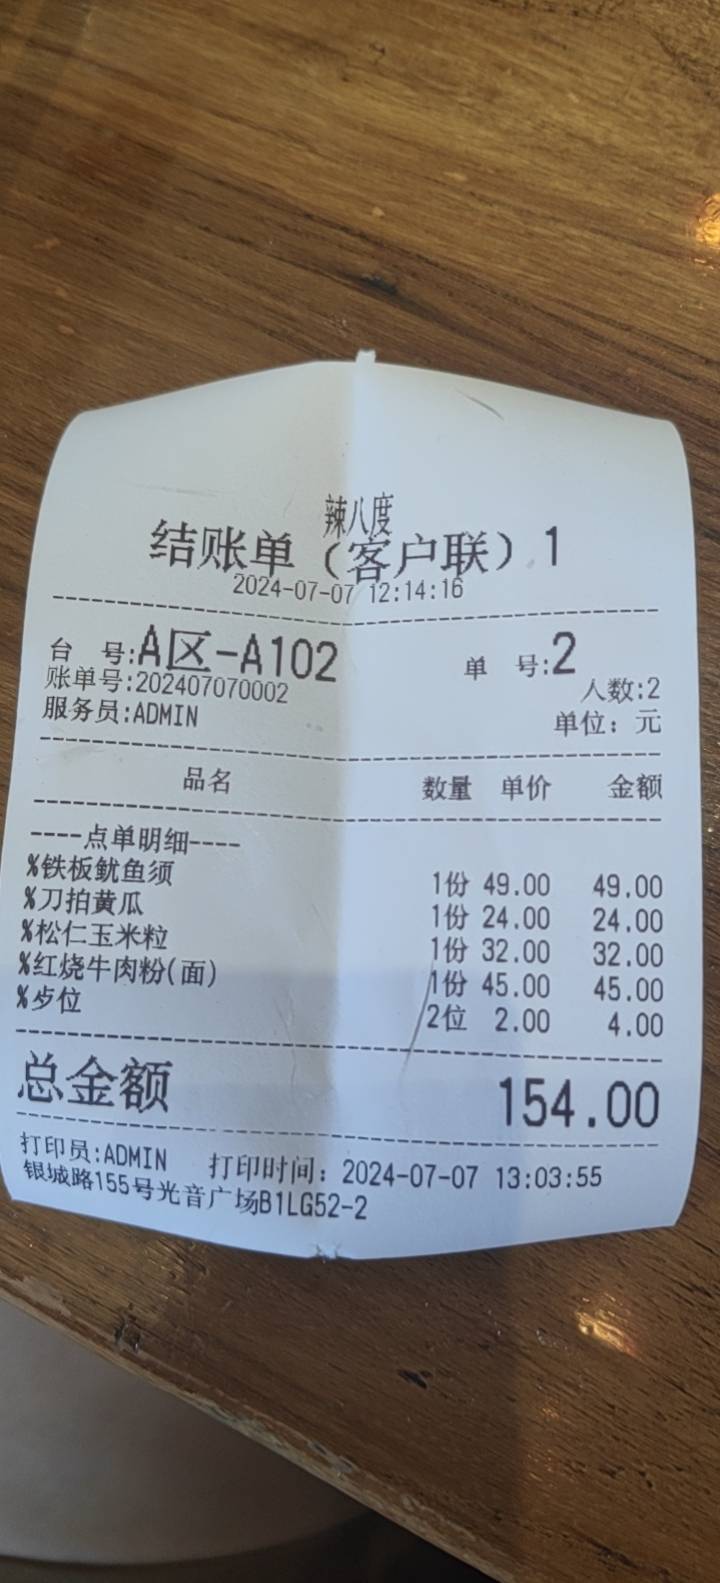 辣八度
结账单（客户联）1
2024-07-07 12:14:16
台 号:A区-A102 单 号:2
账单号:202407070002 人数:2
服务员:ADMIN 单位：元
品名 数量 单价 金额
----点单明细----
%铁板鱿鱼须 1份 49.00 49.00
%刀拍黄瓜 1份 24.00 24.00
%松仁玉米粒 1份 32.00 32.00
%红烧牛肉粉(面) 1份 45.00 45.00
%歺位 2位 2.00 4.00
总金额 154.00
打印员:ADMIN 打印时间：2024-07-07 13:03:55
银城路155号光音广场B1LG52-2